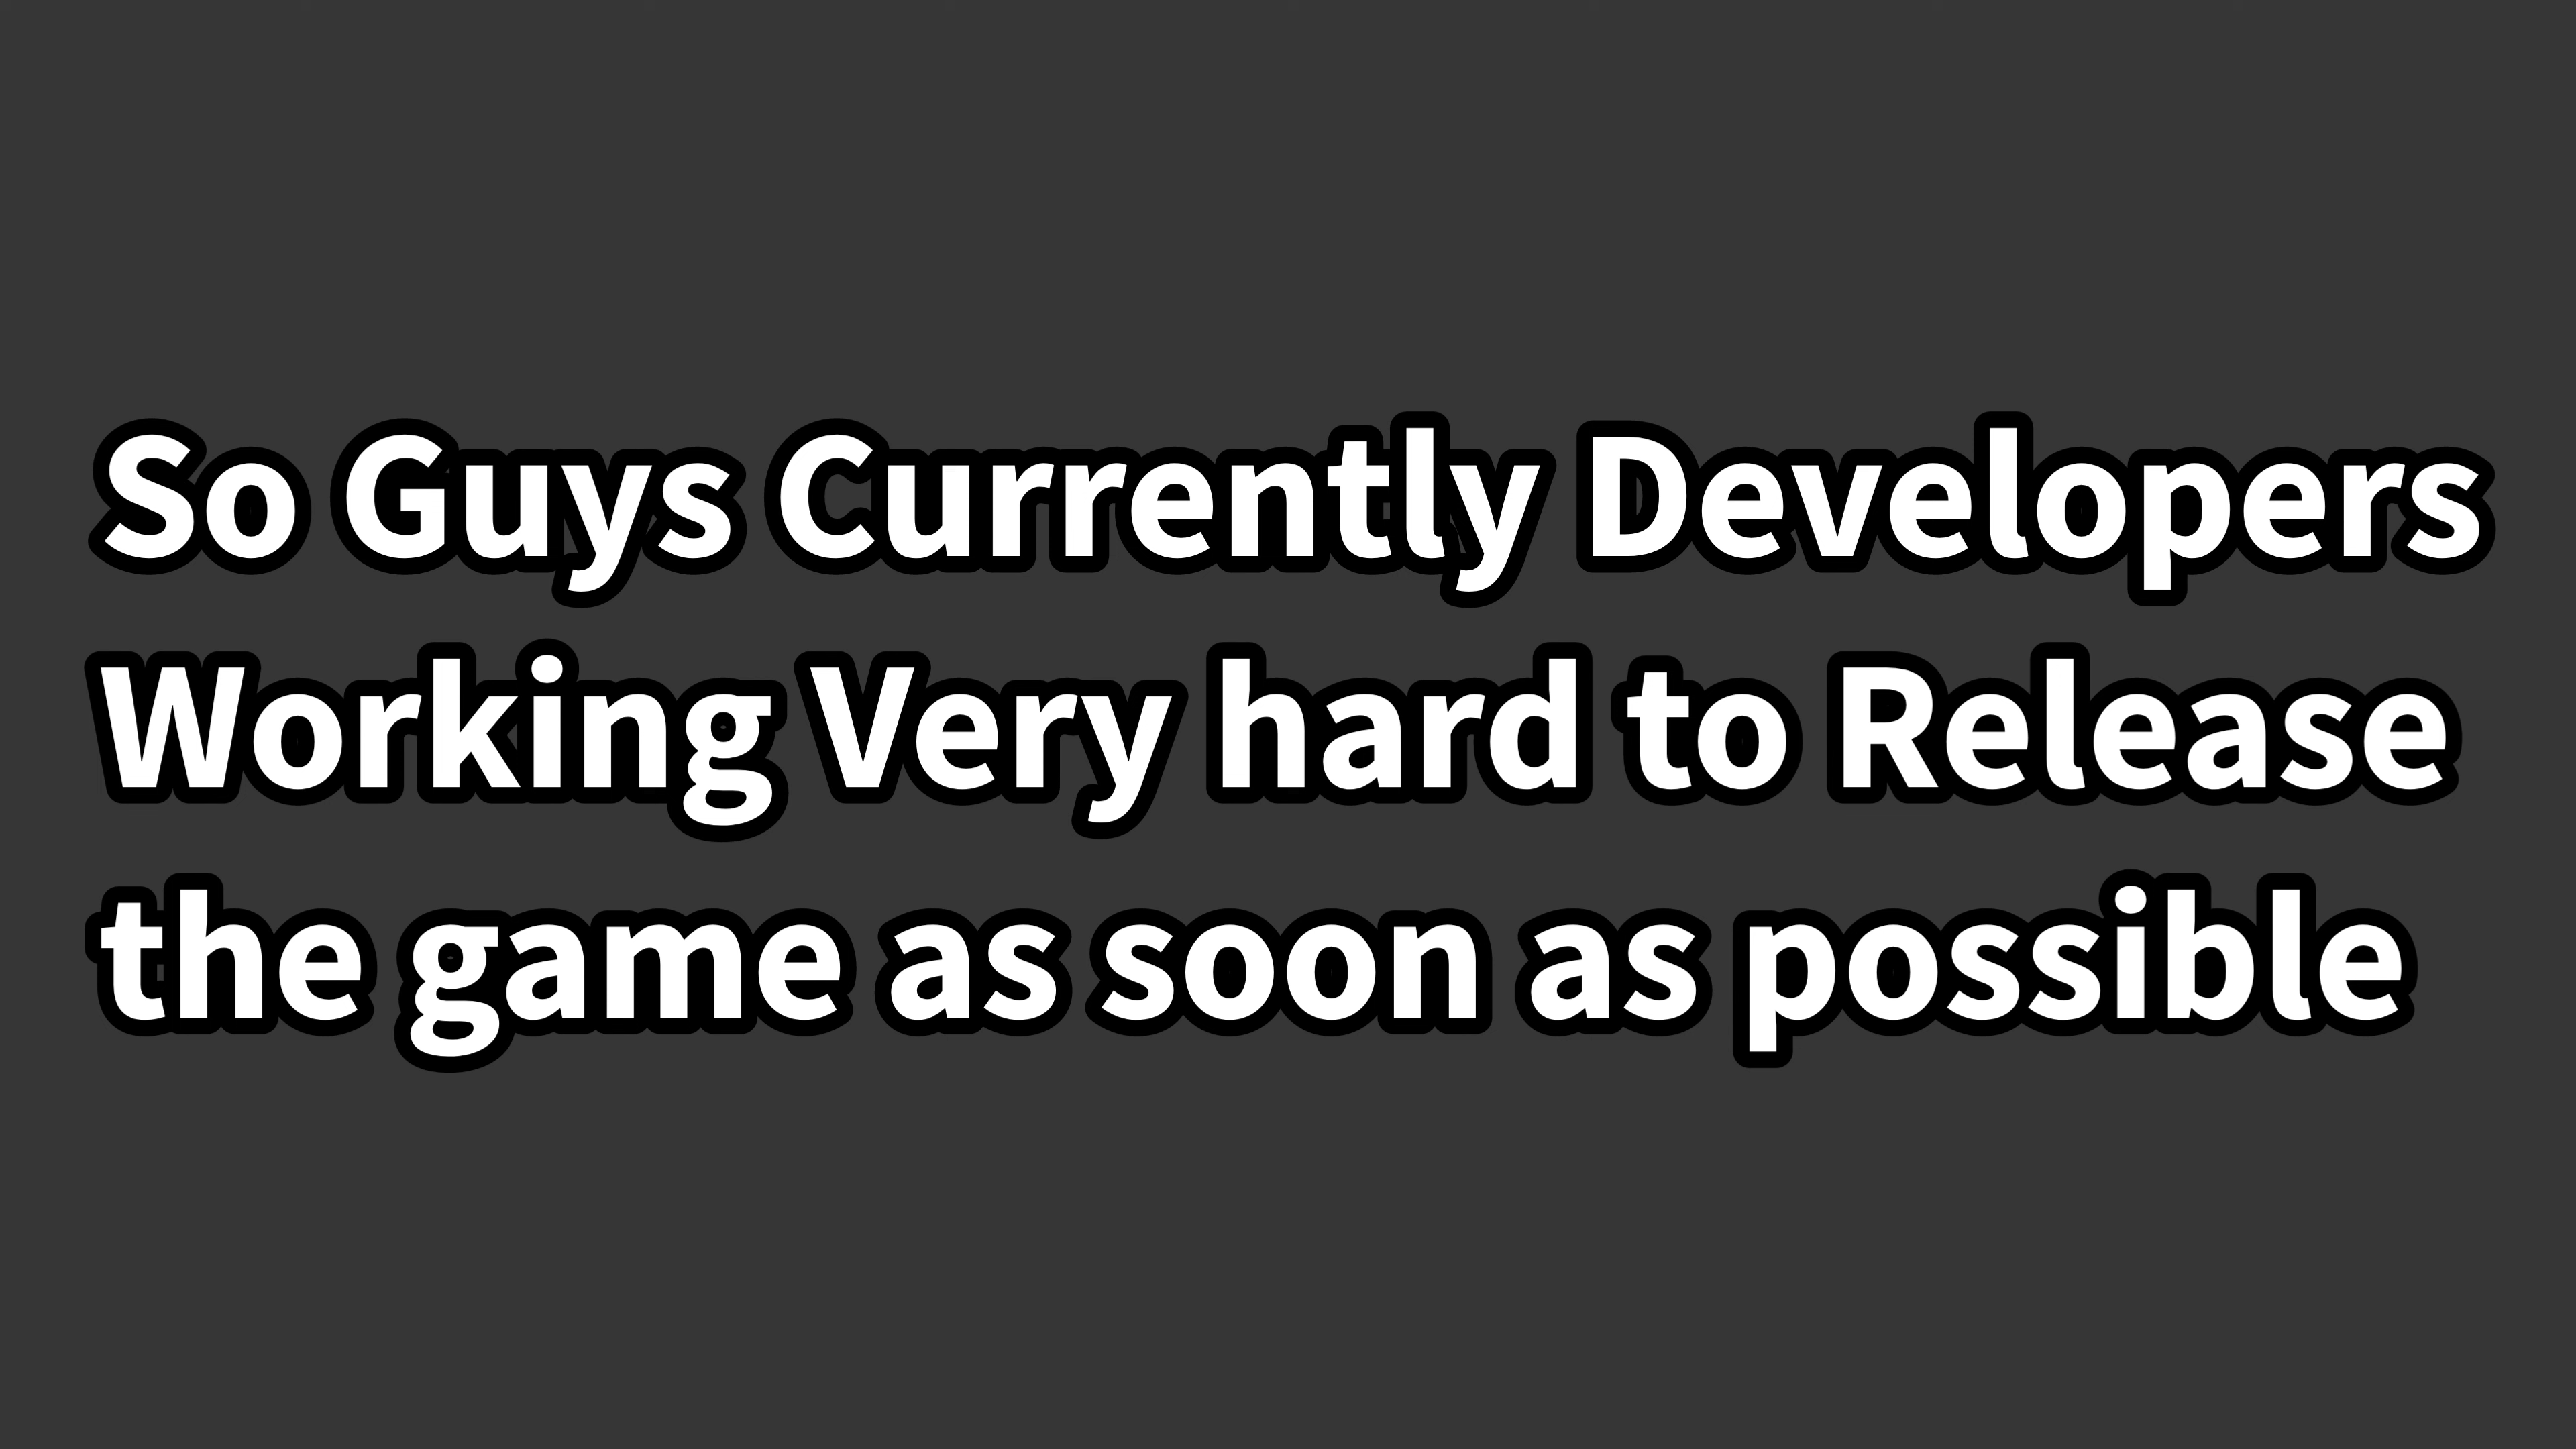 So Guys Currently Developers
Working Very hard to Release
the game as soon as possible